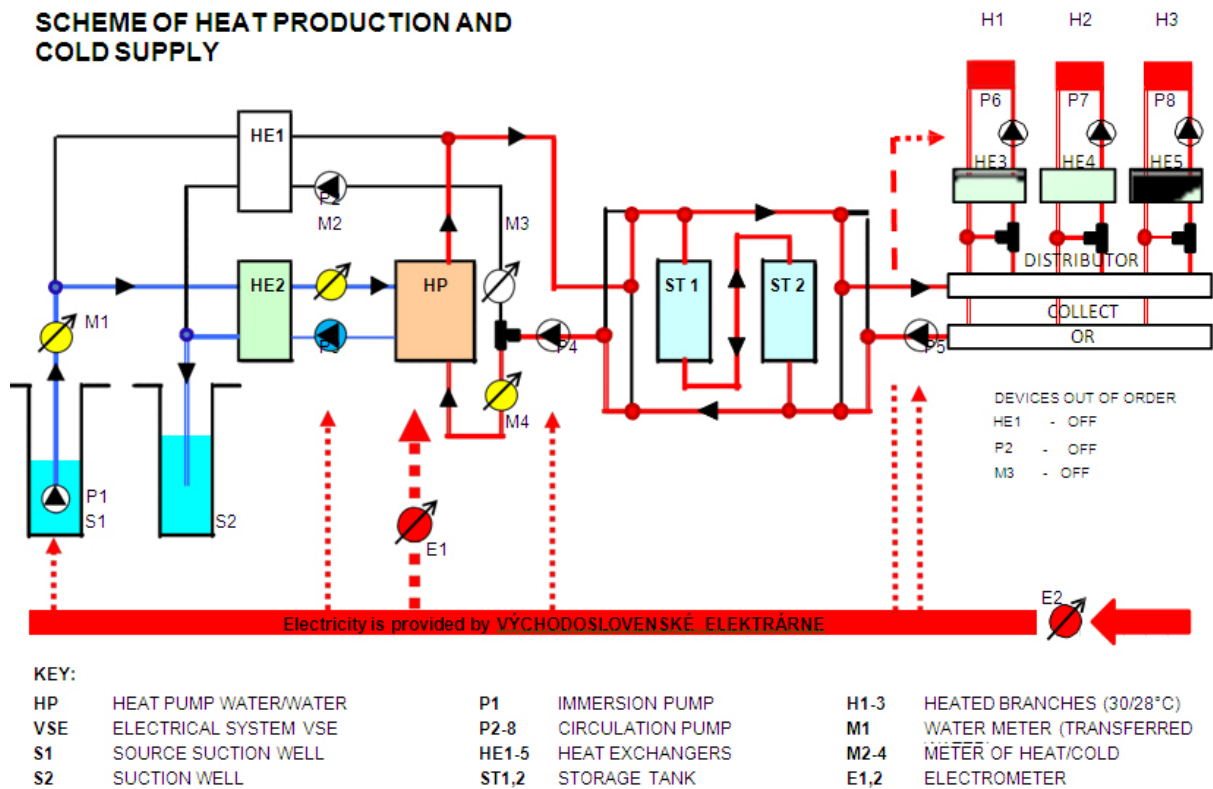 SCHEME OF HEAT PRODUCTION AND
COLD SUPPLY
H1 H2 H3
P6 P7 P8
HE1
HE3 HE4 HE5
P2
M2 M3
DISTRIBUTOR
HE2 HP ST 1 ST 2
COLLECT
OR
M1
P4 P5
M4
DEVICES OUT OF ORDER
HE1 - OFF
P2 - OFF
M3 - OFF
P1
S1 S2
E1
E2
Electricity is provided by VÝCHODOSLOVENSKÉ ELEKTRÁRNE
KEY:
HP HEAT PUMP WATER/WATER P1 IMMERSION PUMP H1-3 HEATED BRANCHES (30/28°C)
VSE ELECTRICAL SYSTEM VSE P2-8 CIRCULATION PUMP M1 WATER METER (TRANSFERRED
S1 SOURCE SUCTION WELL HE1-5 HEAT EXCHANGERS M2-4 METER OF HEAT/COLD
S2 SUCTION WELL ST1,2 STORAGE TANK E1,2 ELECTROMETER